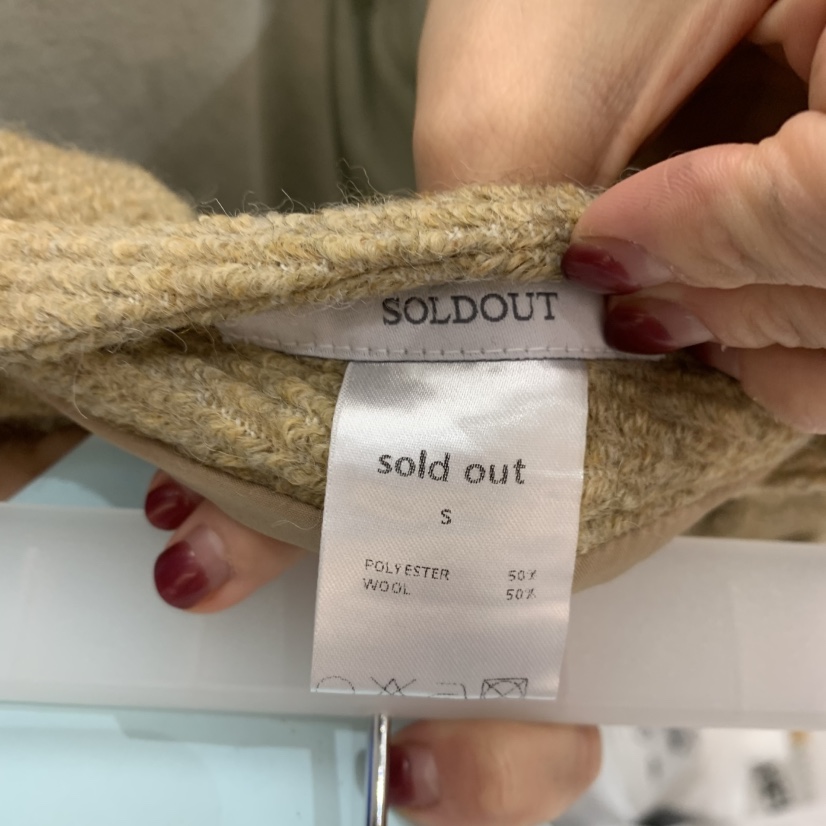 SOLDOUT
sold out
S
POLYESTER 50%
WOOL 50%